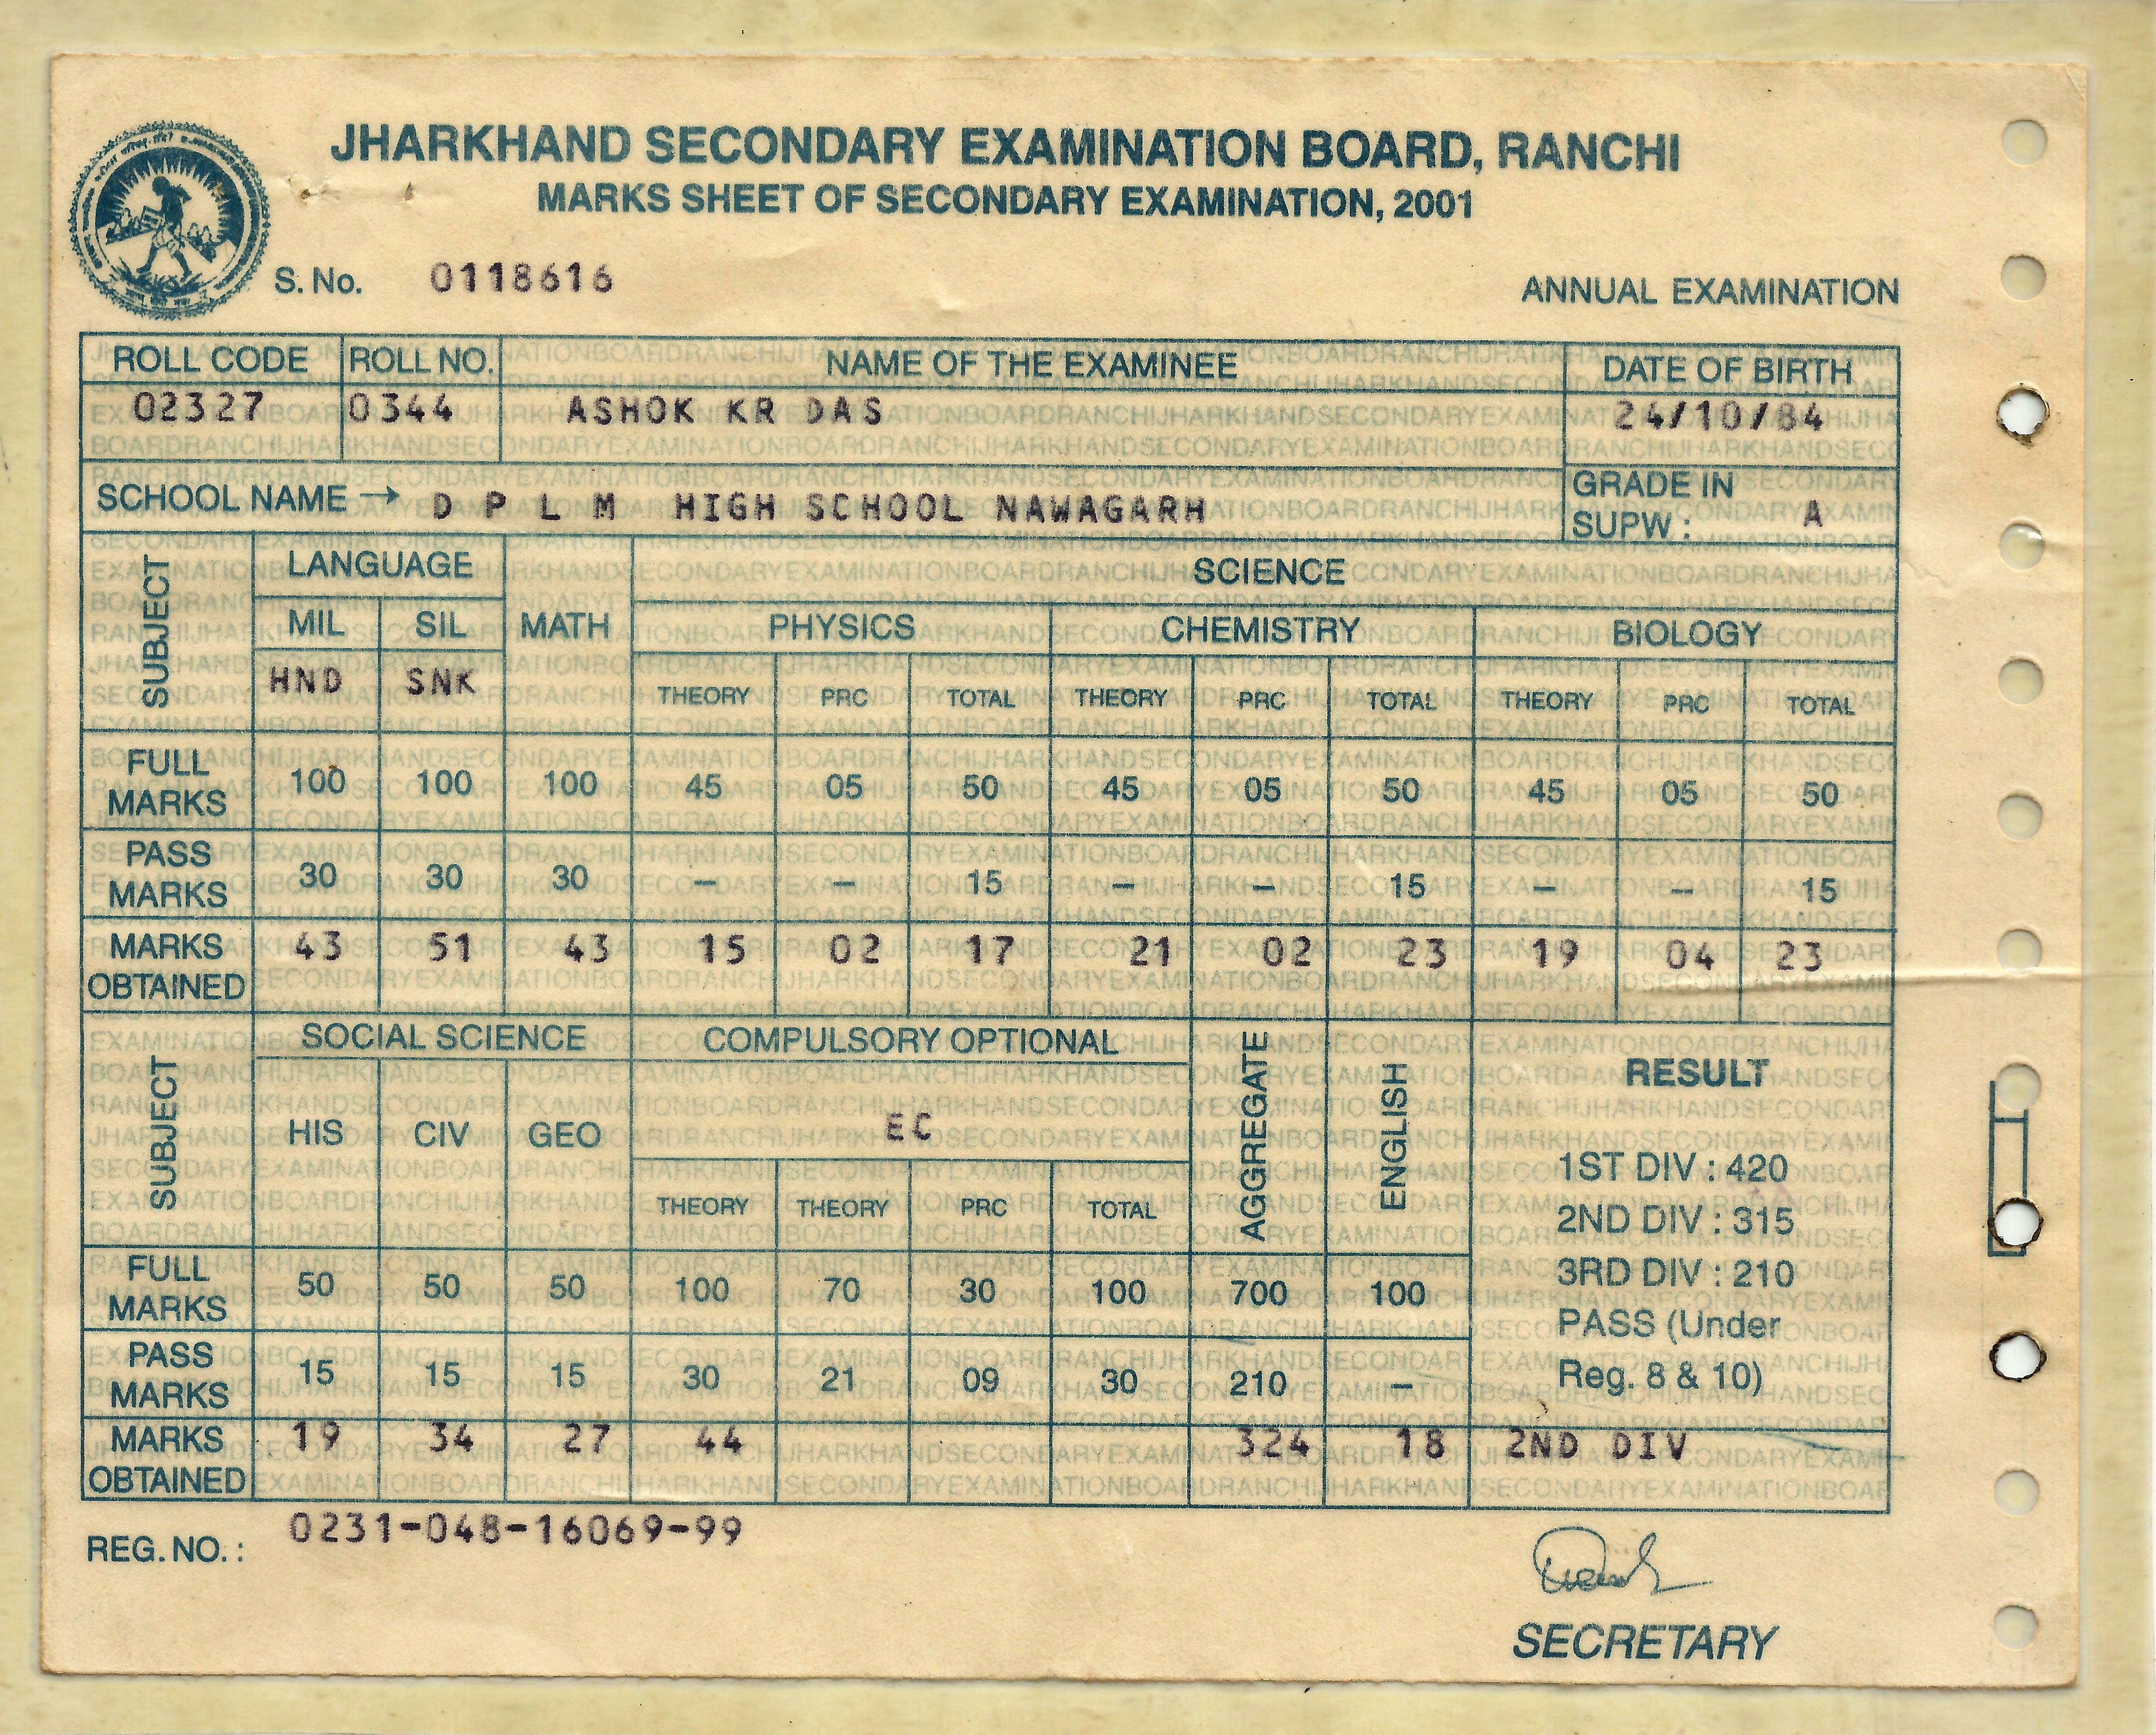 JHARKHAND SECONDARY EXAMINATION BOARD, RANCHI
MARKS SHEET OF SECONDARY EXAMINATION, 2001
S. No. 0118616
ANNUAL EXAMINATION
ROLL CODE ROLL NO. NAME OF THE EXAMINEE DATE OF BIRTH
02327 0344 ASHOK KR DAS 24/10/84
SCHOOL NAME → D P L M HIGH SCHOOL NAWAGARH GRADE IN SUPW : A
SUBJECT LANGUAGE MATH SCIENCE
MIL SIL PHYSICS CHEMISTRY BIOLOGY
HND SNK THEORY PRC TOTAL THEORY PRC TOTAL THEORY PRC TOTAL
FULL MARKS 100 100 100 45 05 50 45 05 50 45 05 50
PASS MARKS 30 30 30 – – 15 – – 15 – – 15
MARKS OBTAINED 43 51 43 15 02 17 21 02 23 19 04 23
SUBJECT SOCIAL SCIENCE COMPULSORY OPTIONAL AGGREGATE ENGLISH RESULT
HIS CIV GEO EC
THEORY THEORY PRC TOTAL
1ST DIV : 420
2ND DIV : 315
3RD DIV : 210
PASS (Under
Reg. 8 & 10)
FULL MARKS 50 50 50 100 70 30 100 700 100
PASS MARKS 15 15 15 30 21 09 30 210 –
MARKS OBTAINED 19 34 27 44 324 18 2ND DIV
REG. NO. : 0231-048-16069-99
SECRETARY